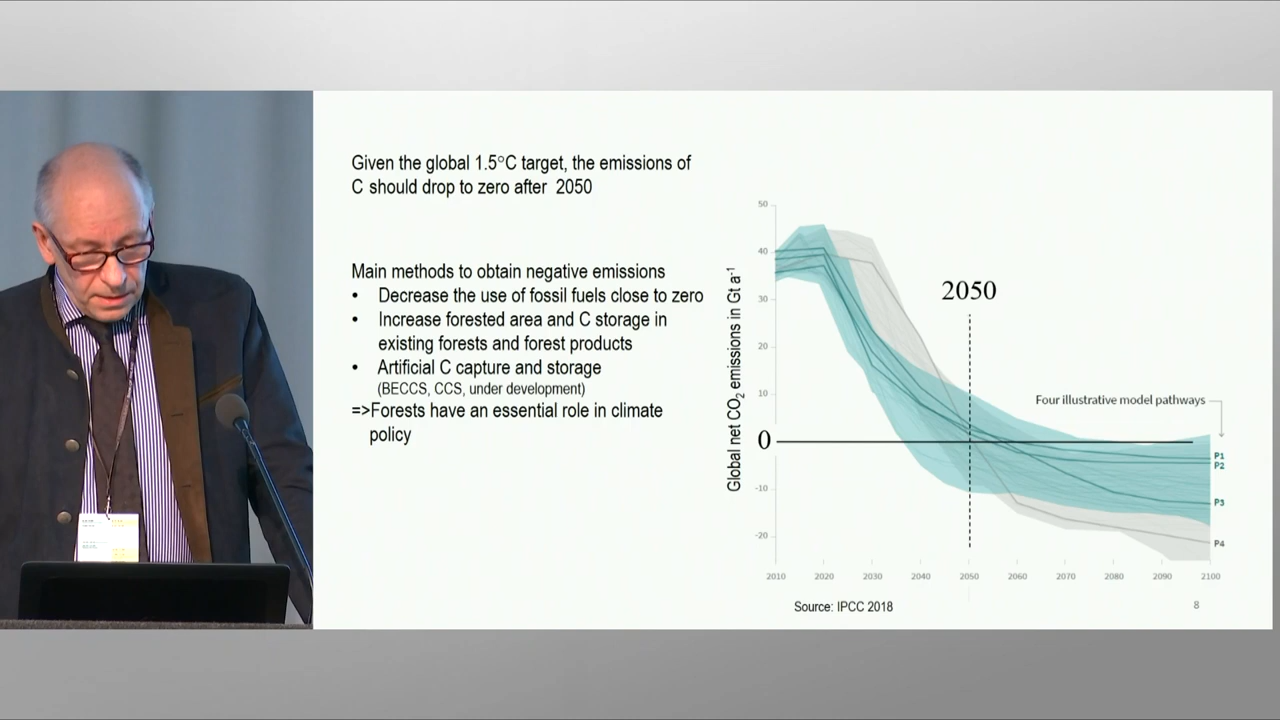 Given the global 1.5°C target, the emissions of
C should drop to zero after 2050
Main methods to obtain negative emissions
• Decrease the use of fossil fuels close to zero
• Increase forested area and C storage in
existing forests and forest products
• Artificial C capture and storage
(BECCS, CCS, under development)
=>Forests have an essential role in climate
policy
Global net CO₂ emissions in Gt a⁻¹
50
40
30
20
10
0
-10
-20
2050
Four illustrative model pathways
P1
P2
P3
P4
2010 2020 2030 2040 2050 2060 2070 2080 2090 2100
Source: IPCC 2018
8